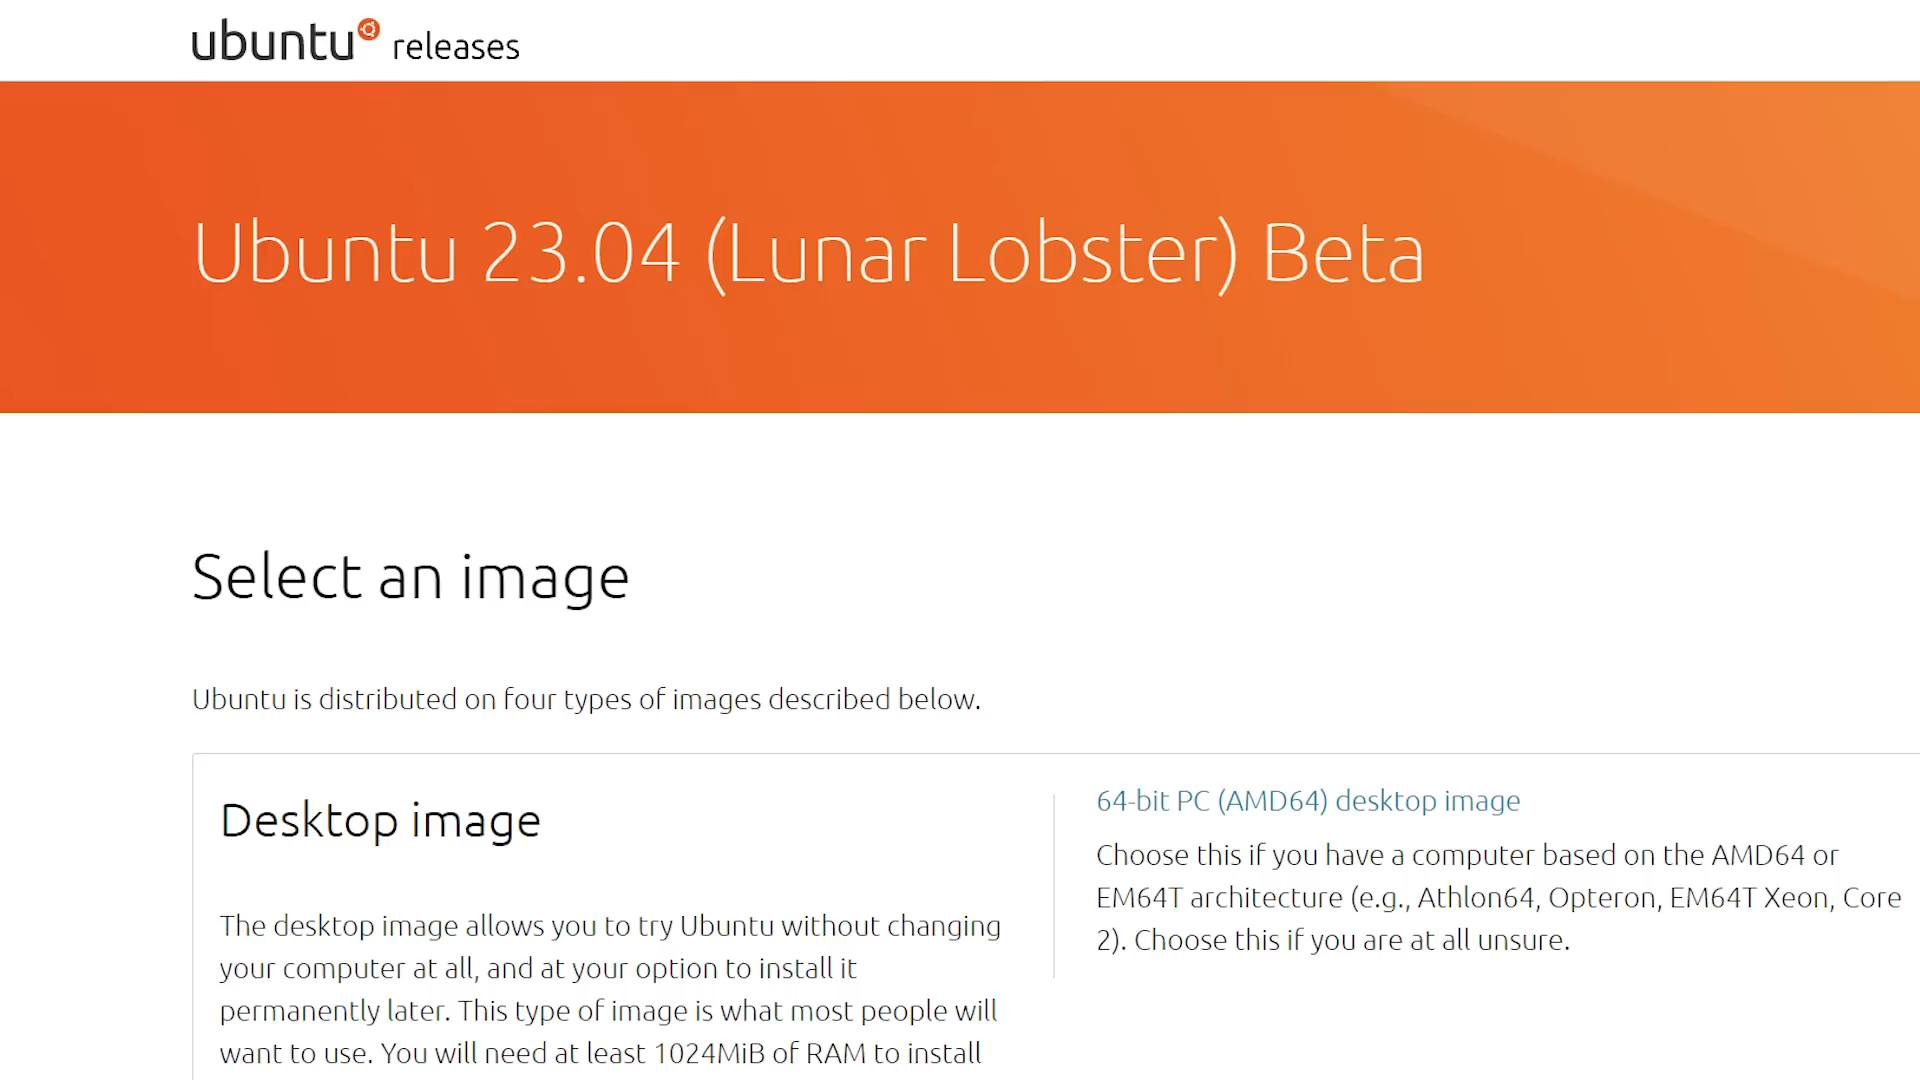 ubuntu releases
Ubuntu 23.04 (Lunar Lobster) Beta
Select an image
Ubuntu is distributed on four types of images described below.
Desktop image
The desktop image allows you to try Ubuntu without changing
your computer at all, and at your option to install it
permanently later. This type of image is what most people will
want to use. You will need at least 1024MiB of RAM to install
64-bit PC (AMD64) desktop image
Choose this if you have a computer based on the AMD64 or
EM64T architecture (e.g., Athlon64, Opteron, EM64T Xeon, Core
2). Choose this if you are at all unsure.